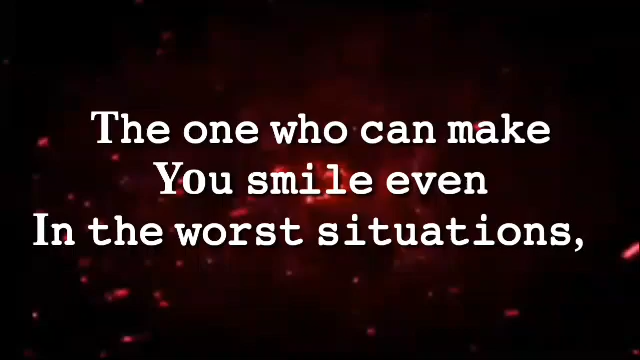 The one who can make
You smile even
In the worst situations,